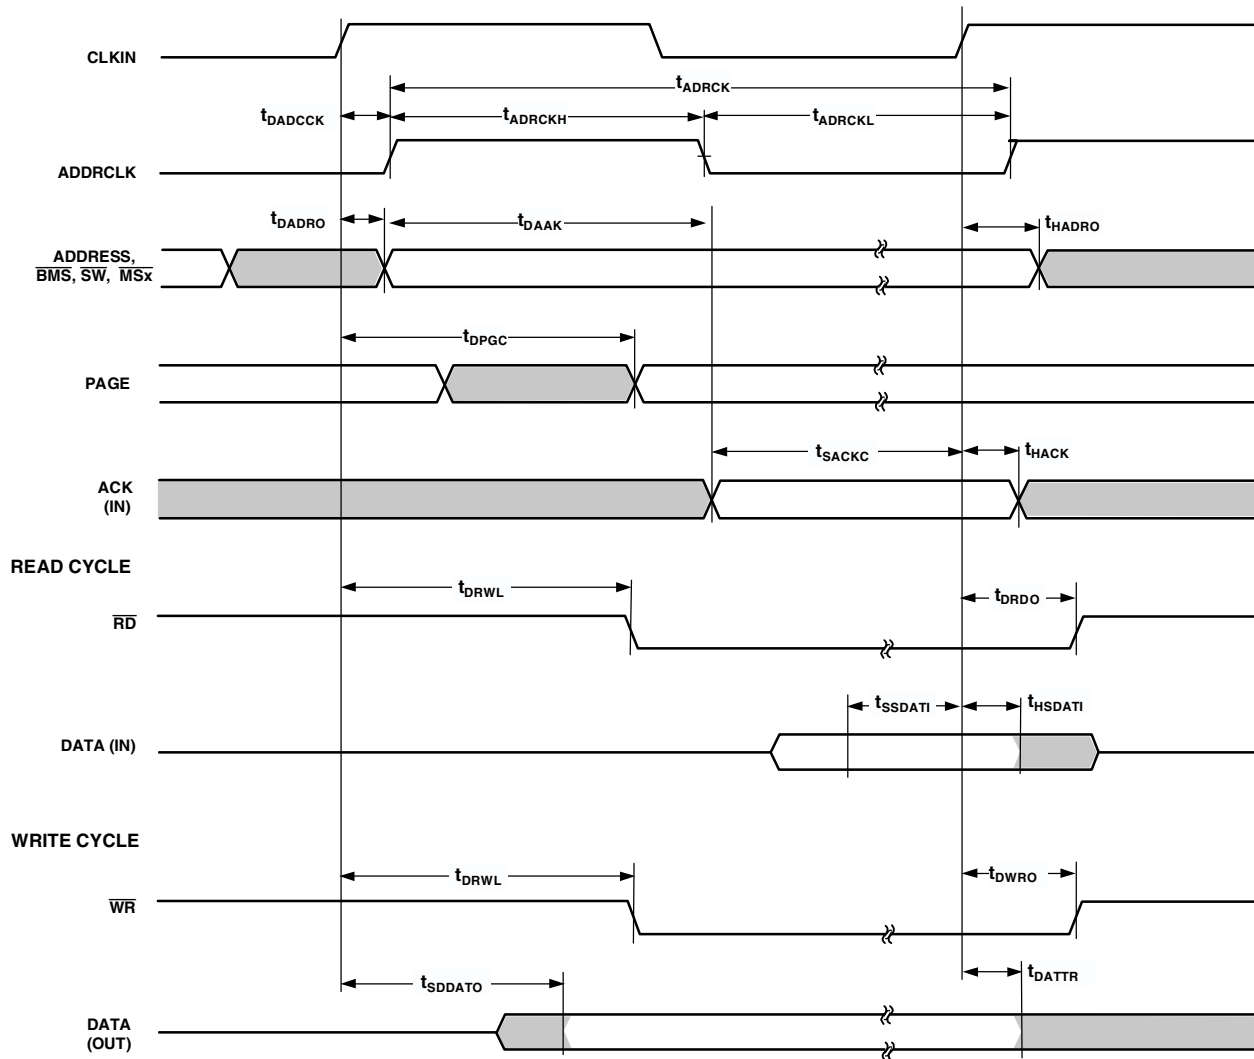 CLKIN
tADRCK
tDADCCK
tADRCKH
tADRCKL
ADDRCLK
tDADRO
tDAAK
tHADRO
ADDRESS,
BMS, SW, MSx
tDPGC
PAGE
tSACKC
tHACK
ACK
(IN)
READ CYCLE
tDRWL
tDRDO
RD
tSSDATI
tHSDATI
DATA (IN)
WRITE CYCLE
tDRWL
tDWRO
WR
tSDDATO
tDATTR
DATA
(OUT)